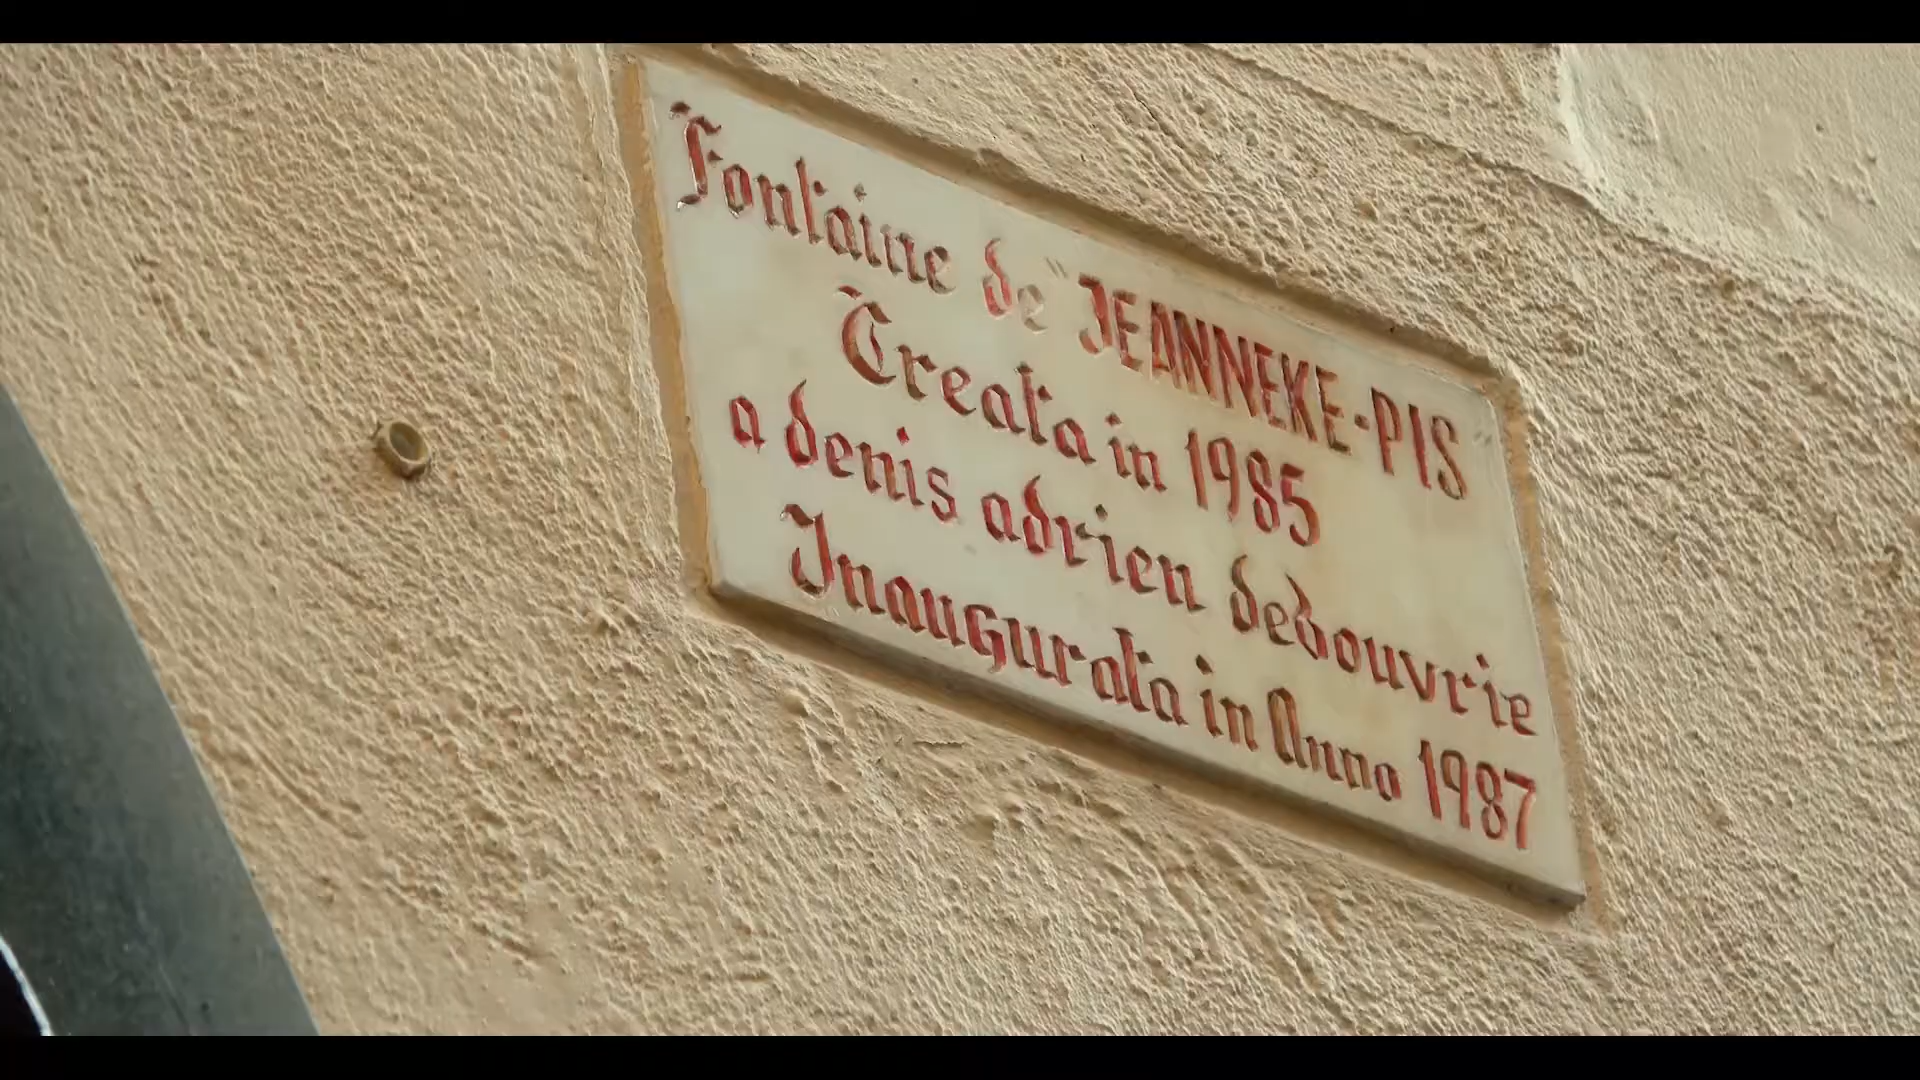 Fontaine de "JEANNEKE-PIS"
Creata in 1985
a denis adrien debouvrie
Inaugurata in Anno 1987